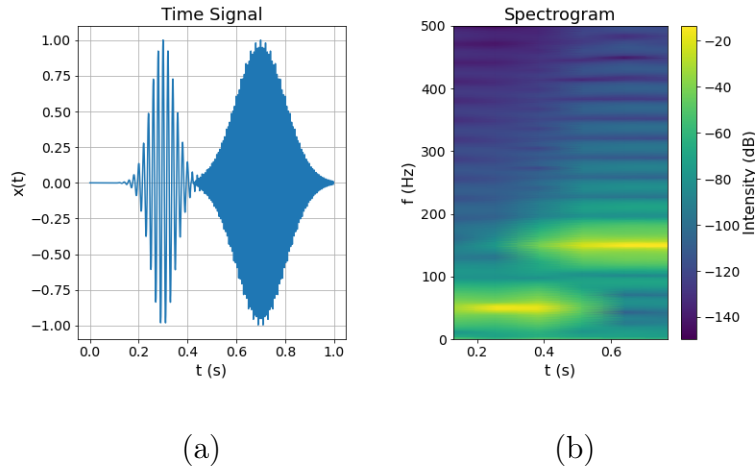 Time Signal
1.00
0.75
0.50
0.25
0.00
−0.25
−0.50
−0.75
−1.00
x(t)
0.0 0.2 0.4 0.6 0.8 1.0
t (s)
(a)
Spectrogram
500
400
300
200
100
0
f (Hz)
0.2 0.4 0.6
t (s)
−20
−40
−60
−80
−100
−120
−140
Intensity (dB)
(b)